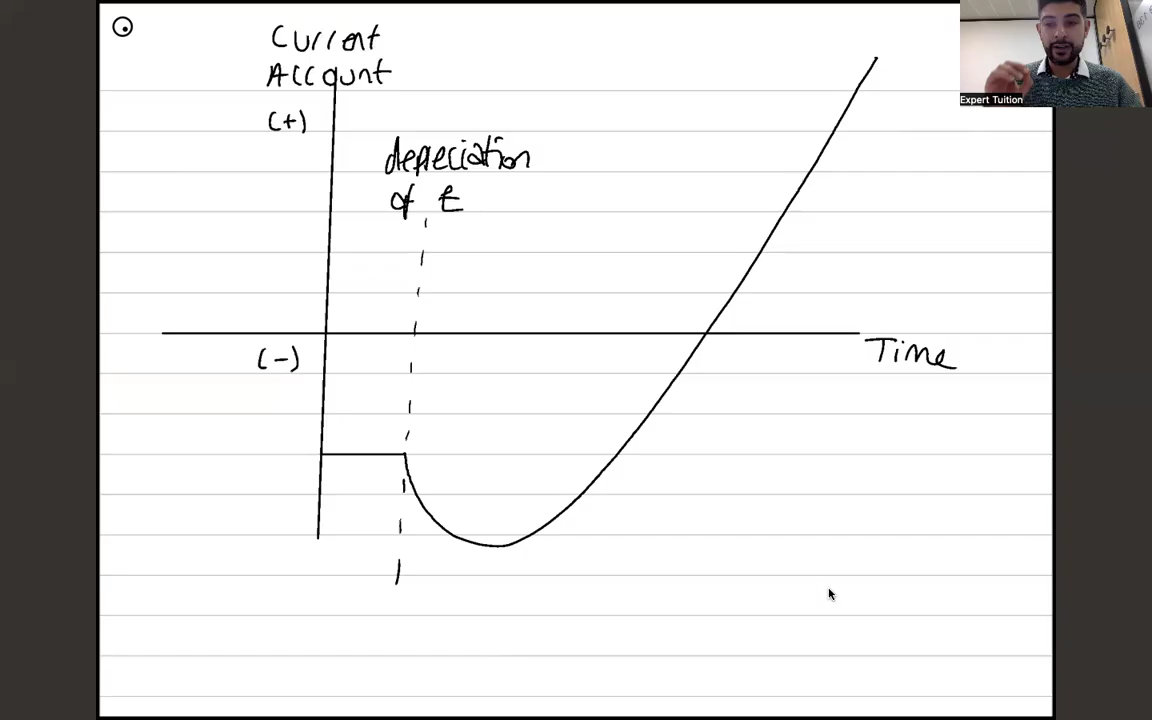 Current
Account
(+)
depreciation
of £
(-)
Time
Expert Tuition